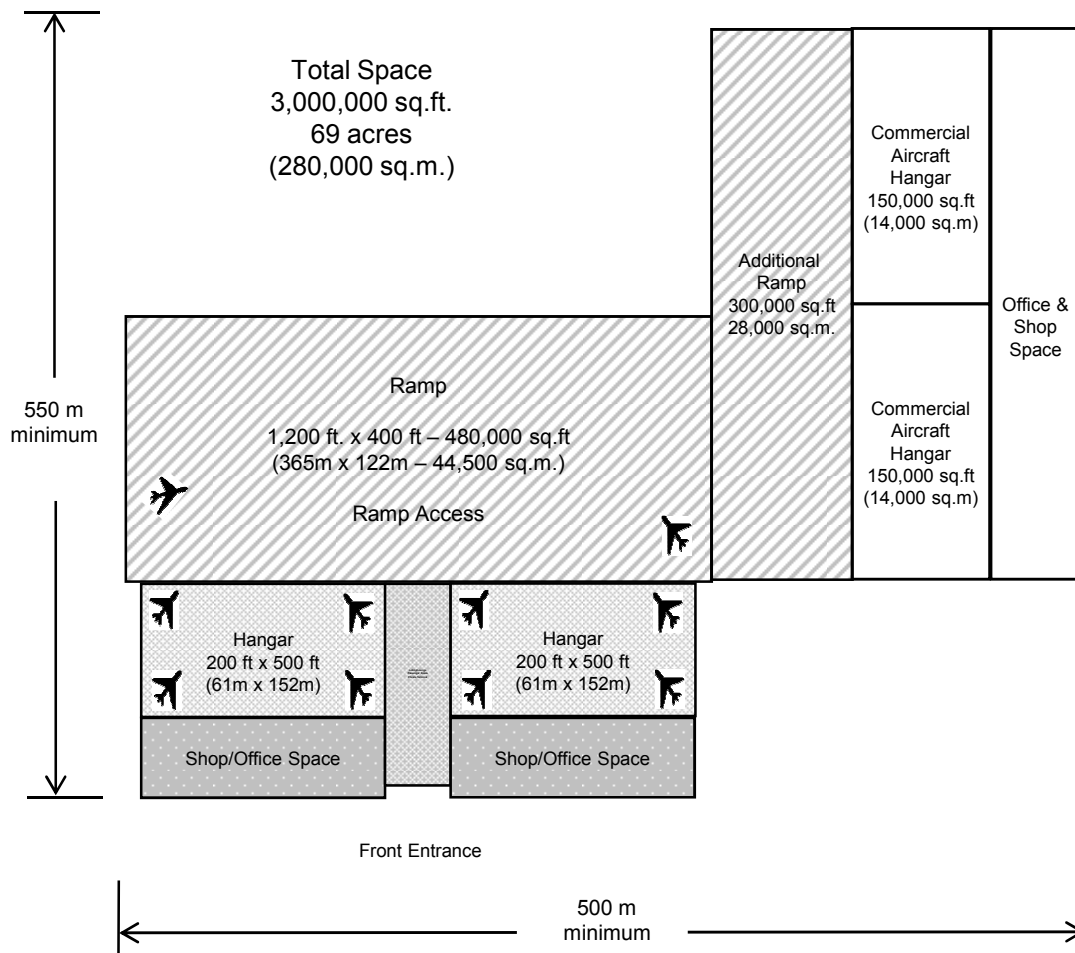 Total Space
3,000,000 sq.ft.
69 acres
(280,000 sq.m.)
Commercial
Aircraft
Hangar
150,000 sq.ft
(14,000 sq.m)
Additional
Ramp
300,000 sq.ft
28,000 sq.m.
Office &
Shop
Space
550 m
minimum
Ramp
1,200 ft. x 400 ft – 480,000 sq.ft
(365m x 122m – 44,500 sq.m.)
Ramp Access
Commercial
Aircraft
Hangar
150,000 sq.ft
(14,000 sq.m)
Hangar
200 ft x 500 ft
(61m x 152m)
Hangar
200 ft x 500 ft
(61m x 152m)
Shop/Office Space
Shop/Office Space
Front Entrance
500 m
minimum